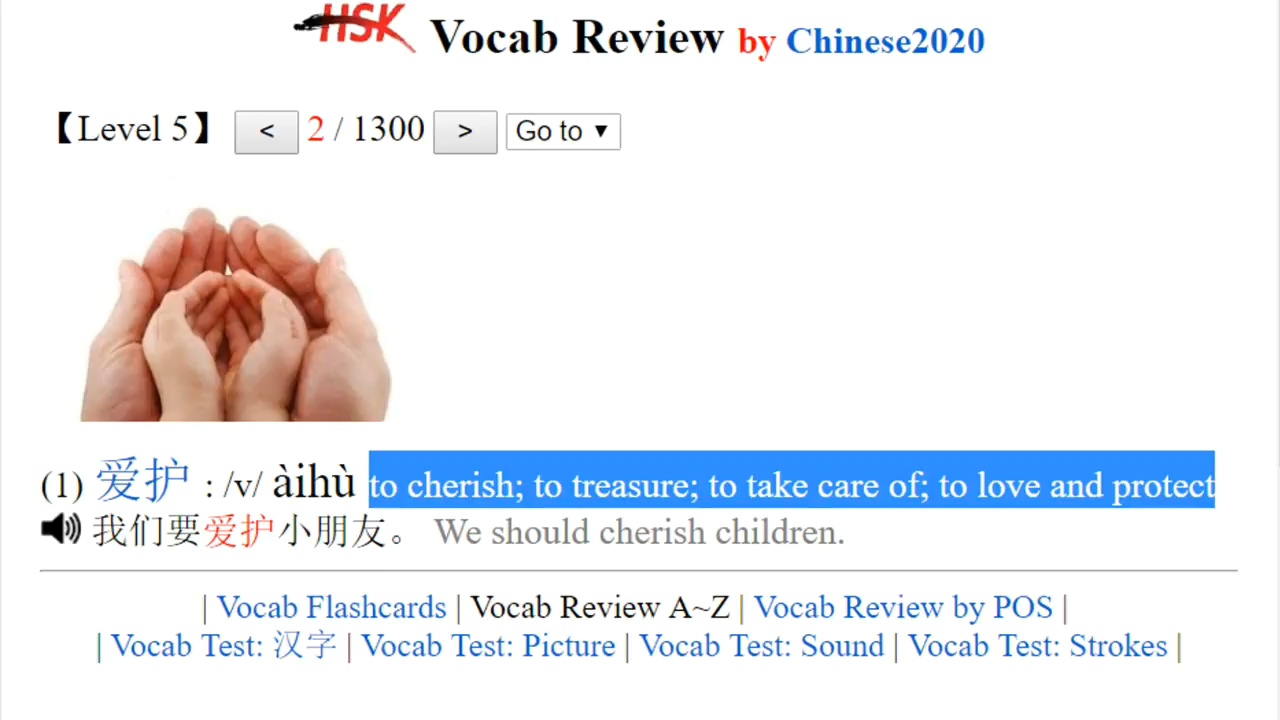 HSK Vocab Review by Chinese2020
【Level 5】 < 2 / 1300 > Go to ▼
(1) 爱护 : /v/ àihù to cherish; to treasure; to take care of; to love and protect
我们要爱护小朋友。 We should cherish children.
| Vocab Flashcards | Vocab Review A~Z | Vocab Review by POS |
| Vocab Test: 汉字 | Vocab Test: Picture | Vocab Test: Sound | Vocab Test: Strokes |